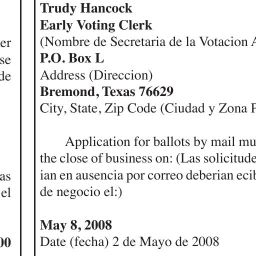 er
se
de
as
el
00
Trudy Hancock
Early Voting Clerk
(Nombre de Secretaria de la Votacion A
P.O. Box L
Address (Direccion)
Bremond, Texas 76629
City, State, Zip Code (Ciudad y Zona P
Application for ballots by mail mu
the close of business on: (Las solicitude
ian en ausencia por correo deberian ecib
de negocio el:)
May 8, 2008
Date (fecha) 2 de Mayo de 2008